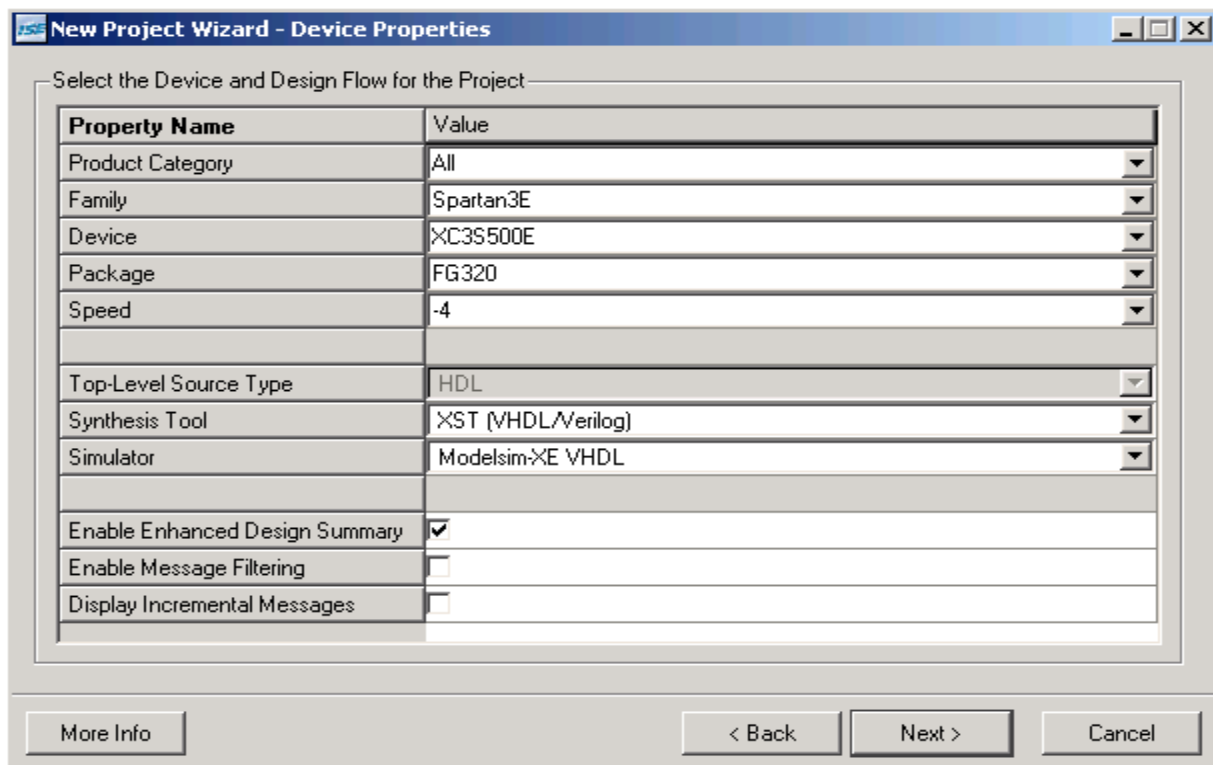 ISE New Project Wizard - Device Properties
Select the Device and Design Flow for the Project
Property Name Value
Product Category All
Family Spartan3E
Device XC3S500E
Package FG320
Speed -4
Top-Level Source Type HDL
Synthesis Tool XST (VHDL/Verilog)
Simulator Modelsim-XE VHDL
Enable Enhanced Design Summary
Enable Message Filtering
Display Incremental Messages
More Info < Back Next > Cancel